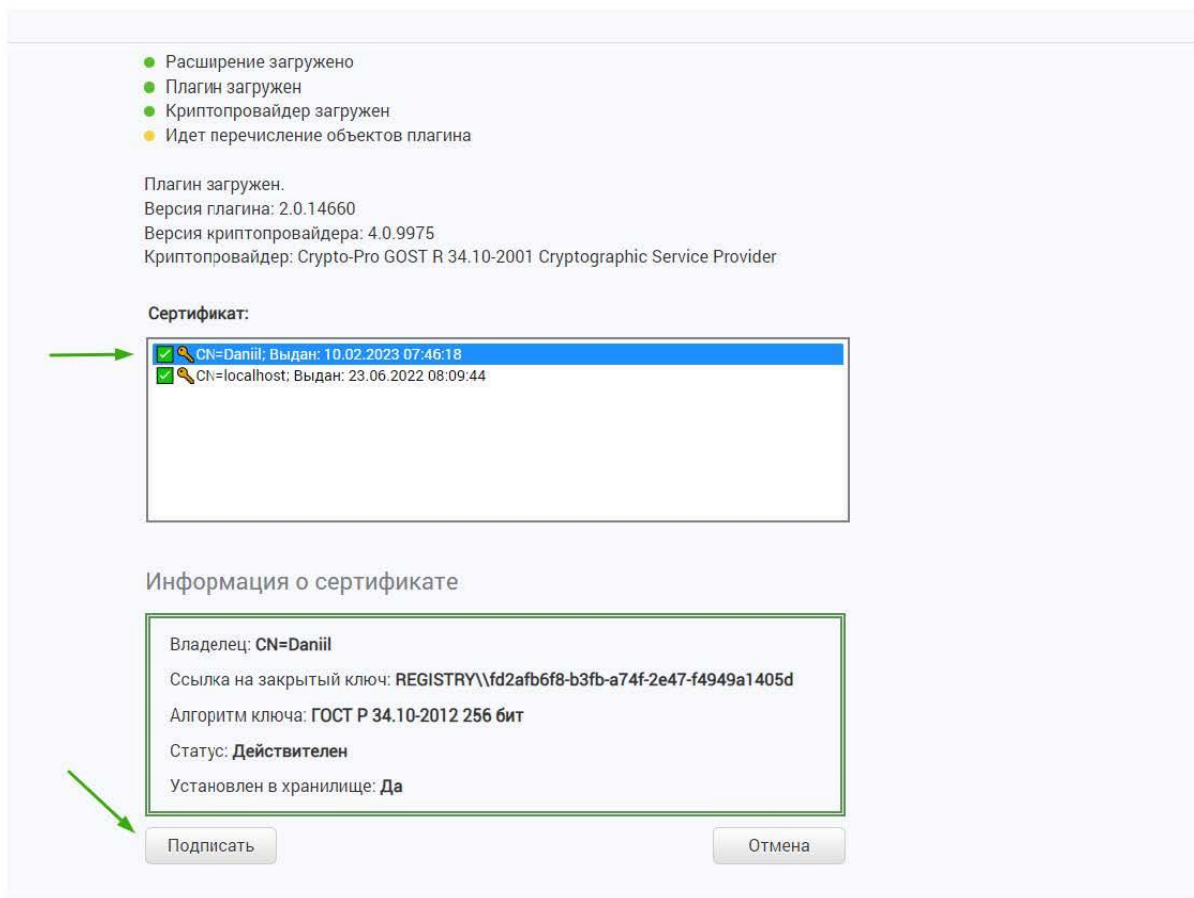 Расширение загружено
Плагин загружен
Криптопровайдер загружен
Идет перечисление объектов плагина
Плагин загружен.
Версия плагина: 2.0.14660
Версия криптопровайдера: 4.0.9975
Криптопровайдер: Crypto-Pro GOST R 34.10-2001 Cryptographic Service Provider
Сертификат:
CN=Daniil; Выдан: 10.02.2023 07:46:18
CN=localhost; Выдан: 23.06.2022 08:09:44
Информация о сертификате
Владелец: CN=Daniil
Ссылка на закрытый ключ: REGISTRY\\fd2afb6f8-b3fb-a74f-2e47-f4949a1405d
Алгоритм ключа: ГОСТ Р 34.10-2012 256 бит
Статус: Действителен
Установлен в хранилище: Да
Подписать Отмена